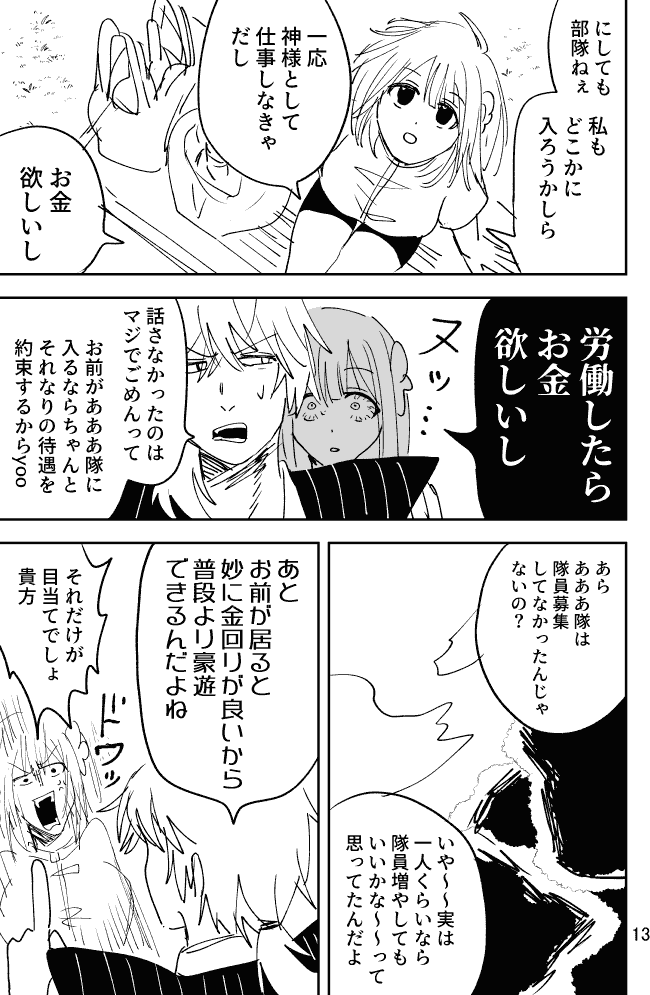 にしても
部隊ねぇ
私も
どこかに
入ろうかしら
一応
神様として
仕事しなきゃ
だし
お金
欲しいし
労働したら
お金
欲しいし
ヌッ…
話さなかったのは
マジでごめんって
お前があああ隊に
入るならちゃんと
それなりの待遇を
約束するからyoo
あら
あああ隊は
隊員募集
してなかったんじゃ
ないの?
いや〜〜実は
一人くらいなら
隊員増やしても
いいかな〜〜って
思ってたんだよ
あと
お前が居ると
妙に金回りが良いから
普段より豪遊
できるんだよね
ドワッ
それだけが
目当てでしょ
貴方
13